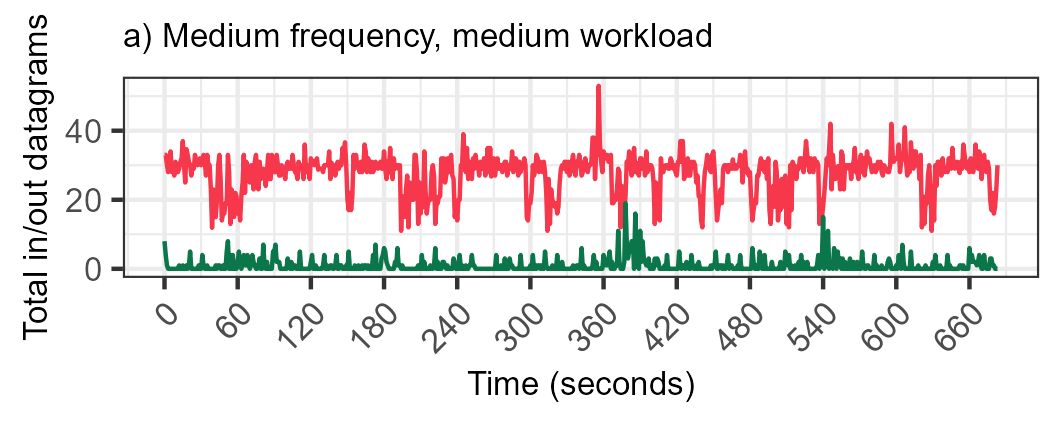 a) Medium frequency, medium workload
Total in/out datagrams
40
20
0
0 60 120 180 240 300 360 420 480 540 600 660
Time (seconds)